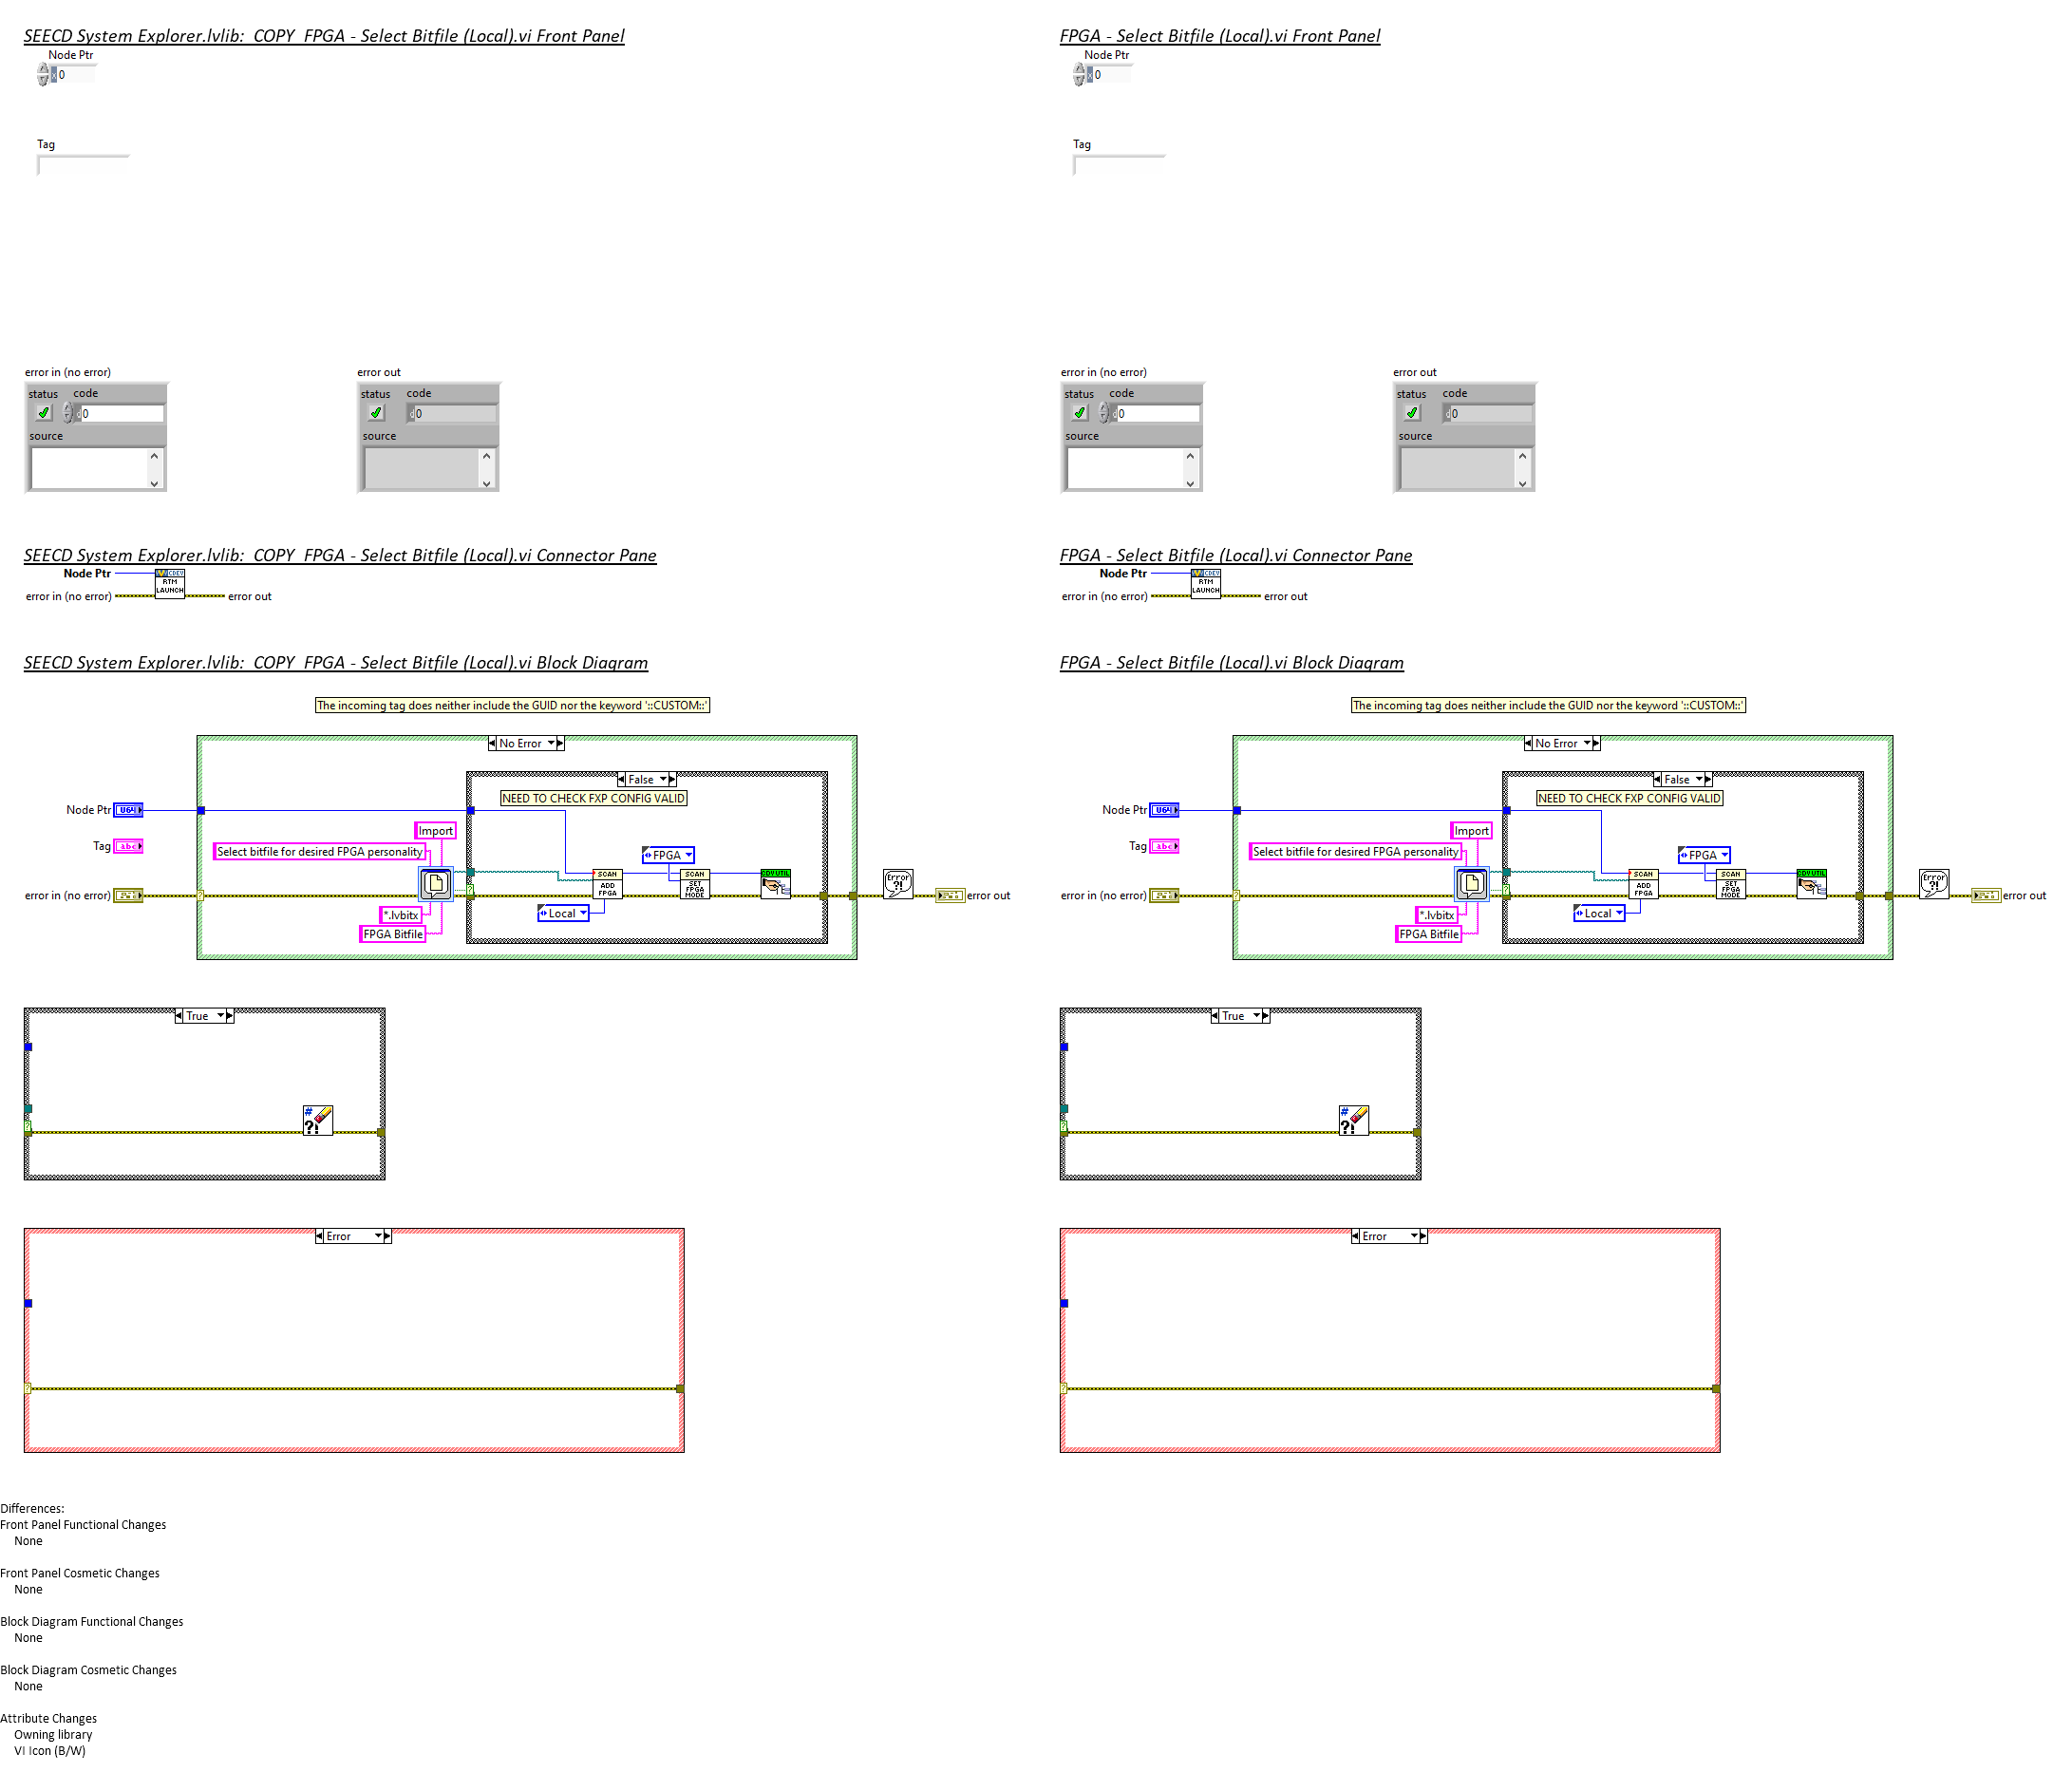 SEECD System Explorer.lvlib:  COPY  FPGA - Select Bitfile (Local).vi Front Panel
Node Ptr
x 0
Tag
error in (no error)
status code
d 0
source
error out
status code
d 0
source
SEECD System Explorer.lvlib:  COPY  FPGA - Select Bitfile (Local).vi Connector Pane
Node Ptr
CDEV
RTM
LAUNCH
error in (no error)
error out
SEECD System Explorer.lvlib:  COPY  FPGA - Select Bitfile (Local).vi Block Diagram
The incoming tag does neither include the GUID nor the keyword '::CUSTOM::'
No Error
False
NEED TO CHECK FXP CONFIG VALID
Node Ptr
U64
Import
Tag
abc
Select bitfile for desired FPGA personality
FPGA
SCAN
ADD
FPGA
SCAN
SET
FPGA
MODE
Error
?!
error in (no error)
error out
Local
*.lvbitx
FPGA Bitfile
True
#
?!
Error
FPGA - Select Bitfile (Local).vi Front Panel
Node Ptr
x 0
Tag
error in (no error)
status code
d 0
source
error out
status code
d 0
source
FPGA - Select Bitfile (Local).vi Connector Pane
Node Ptr
CDEV
RTM
LAUNCH
error in (no error)
error out
FPGA - Select Bitfile (Local).vi Block Diagram
The incoming tag does neither include the GUID nor the keyword '::CUSTOM::'
No Error
False
NEED TO CHECK FXP CONFIG VALID
Node Ptr
U64
Import
Tag
abc
Select bitfile for desired FPGA personality
FPGA
SCAN
ADD
FPGA
SCAN
SET
FPGA
MODE
Error
?!
error in (no error)
error out
Local
*.lvbitx
FPGA Bitfile
True
#
?!
Error
Differences:
Front Panel Functional Changes
None
Front Panel Cosmetic Changes
None
Block Diagram Functional Changes
None
Block Diagram Cosmetic Changes
None
Attribute Changes
Owning library
VI Icon (B/W)